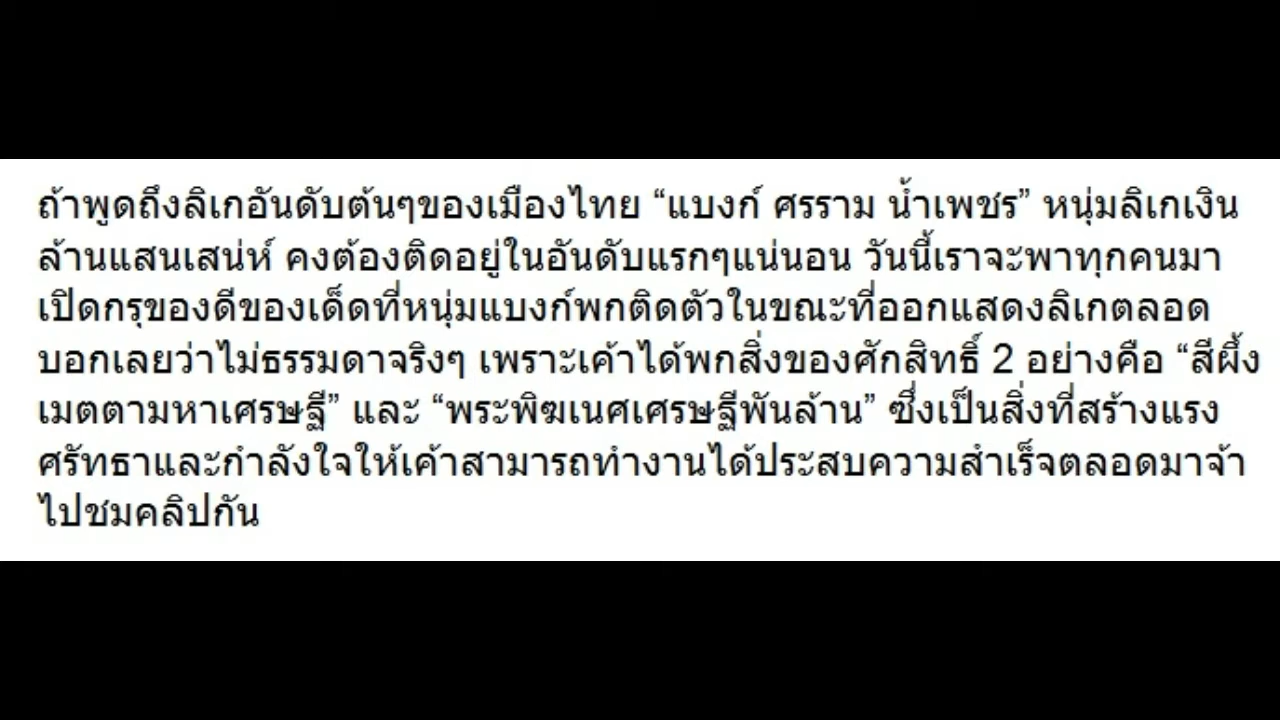 ถ้าพูดถึงลิเกอันดับต้นๆของเมืองไทย “แบงก์ ศรราม น้ำเพชร” หนุ่มลิเกเงิน
ล้านแสนเสน่ห์ คงต้องติดอยู่ในอันดับแรกๆแน่นอน วันนี้เราจะพาทุกคนมา
เปิดกรุของดีของเด็ดที่หนุ่มแบงก์พกติดตัวในขณะที่ออกแสดงลิเกตลอด
บอกเลยว่าไม่ธรรมดาจริงๆ เพราะเค้าได้พกสิ่งของศักสิทธิ์ 2 อย่างคือ “สีผึ้ง
เมตตามหาเศรษฐี” และ “พระพิฆเนศเศรษฐีพันล้าน” ซึ่งเป็นสิ่งที่สร้างแรง
ศรัทธาและกำลังใจให้เค้าสามารถทำงานได้ประสบความสำเร็จตลอดมาจ้า
ไปชมคลิปกัน